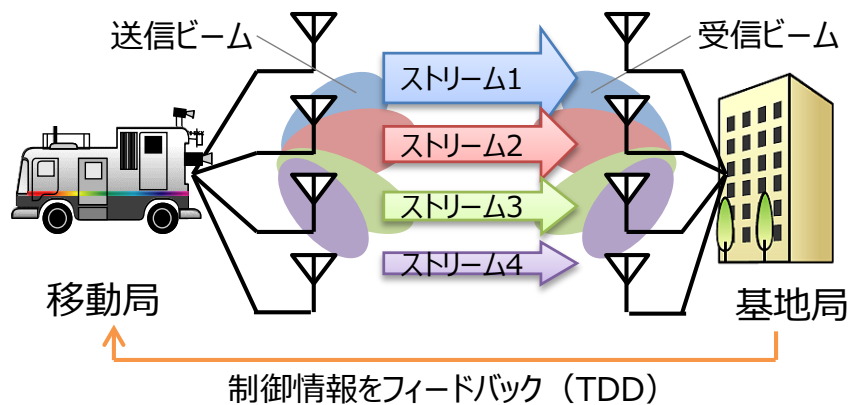 送信ビーム
受信ビーム
ストリーム1
ストリーム2
ストリーム3
ストリーム4
移動局
基地局
制御情報をフィードバック（TDD）